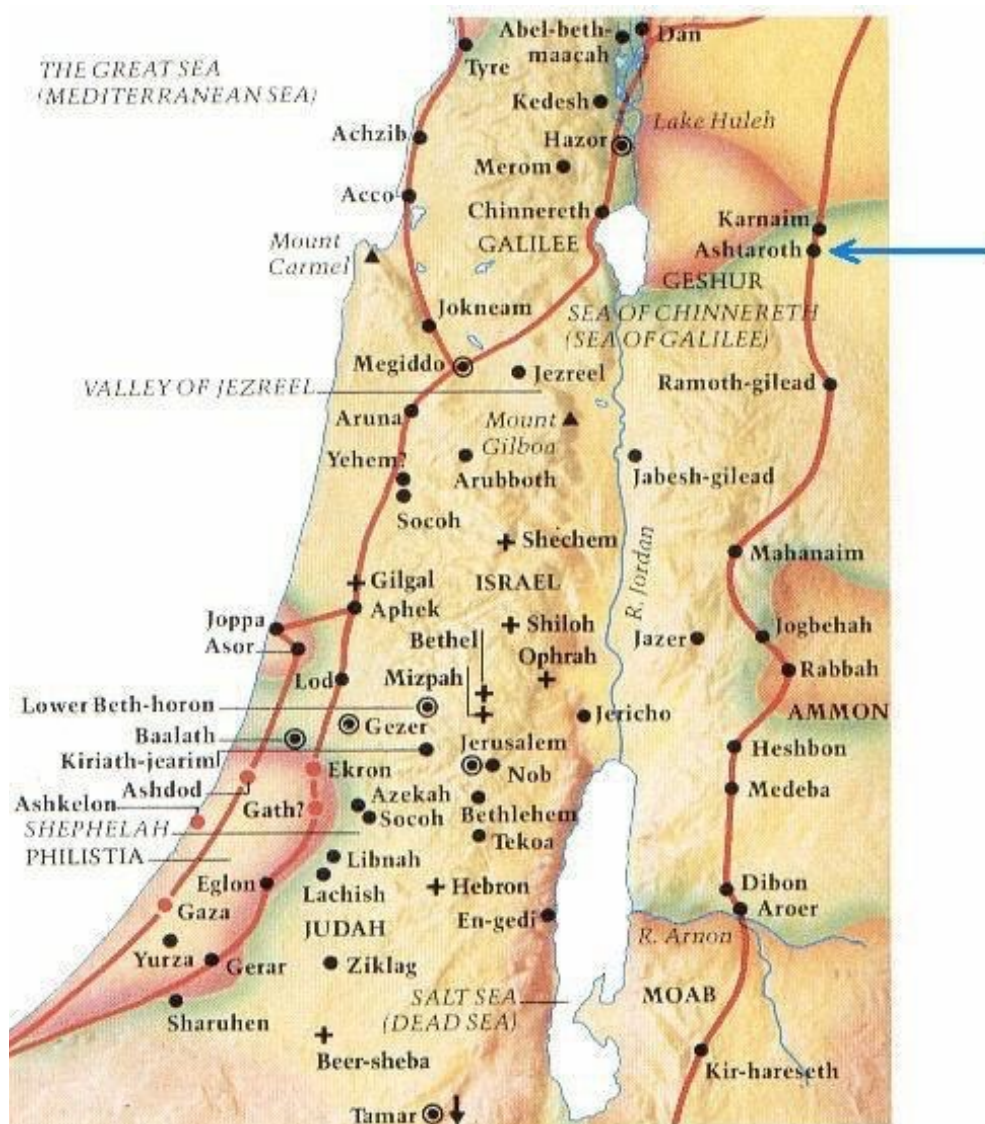 Abel-beth-
maacah
Dan
Tyre
THE GREAT SEA
(MEDITERRANEAN SEA)
Kedesh
Lake Huleh
Achzib
Hazor
Merom
Acco
Chinnereth
Karnaim
GALILEE
Ashtaroth
Mount
Carmel
GESHUR
SEA OF CHINNERETH
(SEA OF GALILEE)
Jokneam
Megiddo
Jezreel
VALLEY OF JEZREEL
Ramoth-gilead
Aruna
Mount
Gilboa
Yehem?
Arubboth
Jabesh-gilead
Socoh
Shechem
R. Jordan
Mahanaim
Gilgal
ISRAEL
Aphek
Joppa
Shiloh
Jazer
Jogbehah
Asor
Bethel
Ophrah
Rabbah
Lod
Mizpah
Lower Beth-horon
Jericho
AMMON
Gezer
Baalath
Jerusalem
Heshbon
Kiriath-jearim
Ekron
Nob
Ashdod
Medeba
Ashkelon
Gath?
Azekah
Bethlehem
Socoh
SHEPHELAH
Tekoa
PHILISTIA
Libnah
Lachish
Eglon
Hebron
Dibon
Gaza
En-gedi
Aroer
JUDAH
R. Arnon
Yurza
Gerar
Ziklag
SALT SEA
(DEAD SEA)
MOAB
Sharuhen
Beer-sheba
Kir-hareseth
Tamar